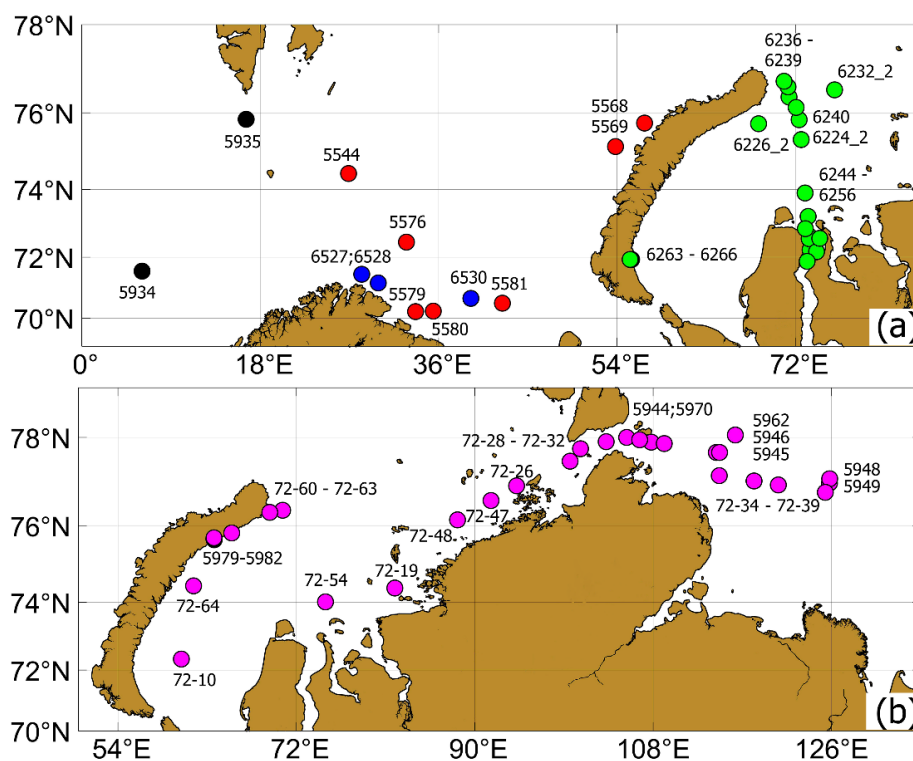 78°N
76°N
74°N
72°N
70°N
0°
18°E
36°E
54°E
72°E
5935
5934
5544
5576
6527;6528
5579
5580
6530
5581
5568
5569
6263 - 6266
6226_2
6236 -
6239
6232_2
6240
6224_2
6244 -
6256
(a)
78°N
76°N
74°N
72°N
70°N
54°E
72°E
90°E
108°E
126°E
72-60 - 72-63
5979-5982
72-64
72-10
72-54
72-19
72-48
72-47
72-26
72-28 - 72-32
5944;5970
5962
5946
5945
5948
5949
72-34 - 72-39
(b)